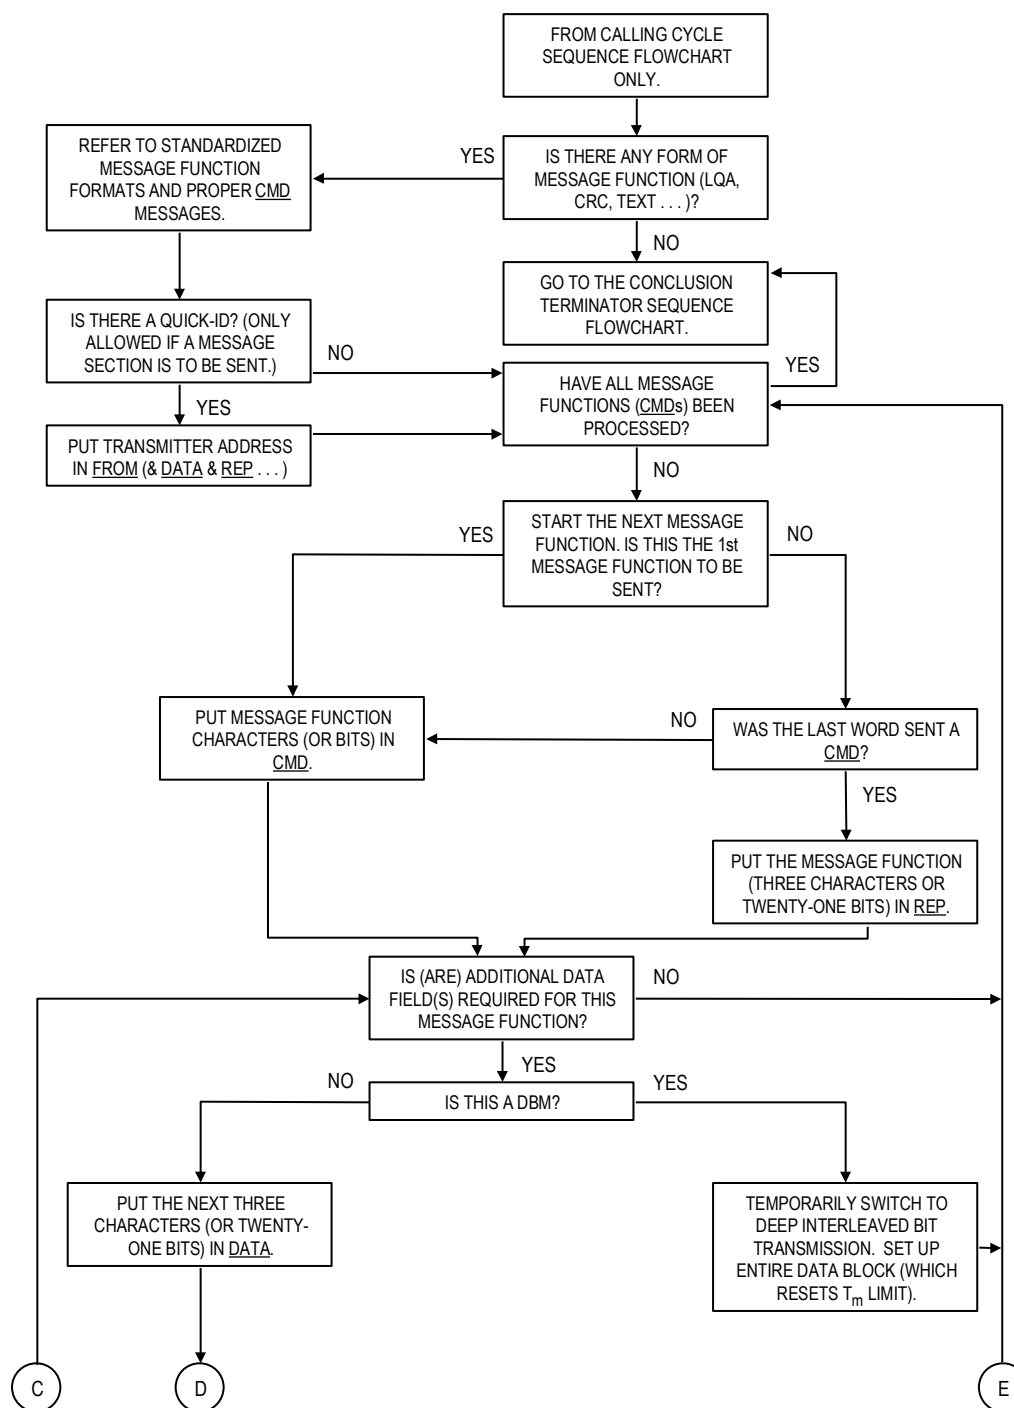 FROM CALLING CYCLE
SEQUENCE FLOWCHART
ONLY.
REFER TO STANDARDIZED
MESSAGE FUNCTION
FORMATS AND PROPER CMD
MESSAGES.
YES
IS THERE ANY FORM OF
MESSAGE FUNCTION (LQA,
CRC, TEXT . . . )?
NO
GO TO THE CONCLUSION
TERMINATOR SEQUENCE
FLOWCHART.
IS THERE A QUICK-ID? (ONLY
ALLOWED IF A MESSAGE
SECTION IS TO BE SENT.)
NO
YES
HAVE ALL MESSAGE
FUNCTIONS (CMDs) BEEN
PROCESSED?
YES
PUT TRANSMITTER ADDRESS
IN FROM (& DATA & REP . . . )
NO
YES
START THE NEXT MESSAGE
FUNCTION. IS THIS THE 1st
MESSAGE FUNCTION TO BE
SENT?
NO
PUT MESSAGE FUNCTION
CHARACTERS (OR BITS) IN
CMD.
NO
WAS THE LAST WORD SENT A
CMD?
YES
PUT THE MESSAGE FUNCTION
(THREE CHARACTERS OR
TWENTY-ONE BITS) IN REP.
IS (ARE) ADDITIONAL DATA
FIELD(S) REQUIRED FOR THIS
MESSAGE FUNCTION?
NO
YES
NO
IS THIS A DBM?
YES
PUT THE NEXT THREE
CHARACTERS (OR TWENTY-
ONE BITS) IN DATA.
TEMPORARILY SWITCH TO
DEEP INTERLEAVED BIT
TRANSMISSION. SET UP
ENTIRE DATA BLOCK (WHICH
RESETS Tm LIMIT).
C
D
E